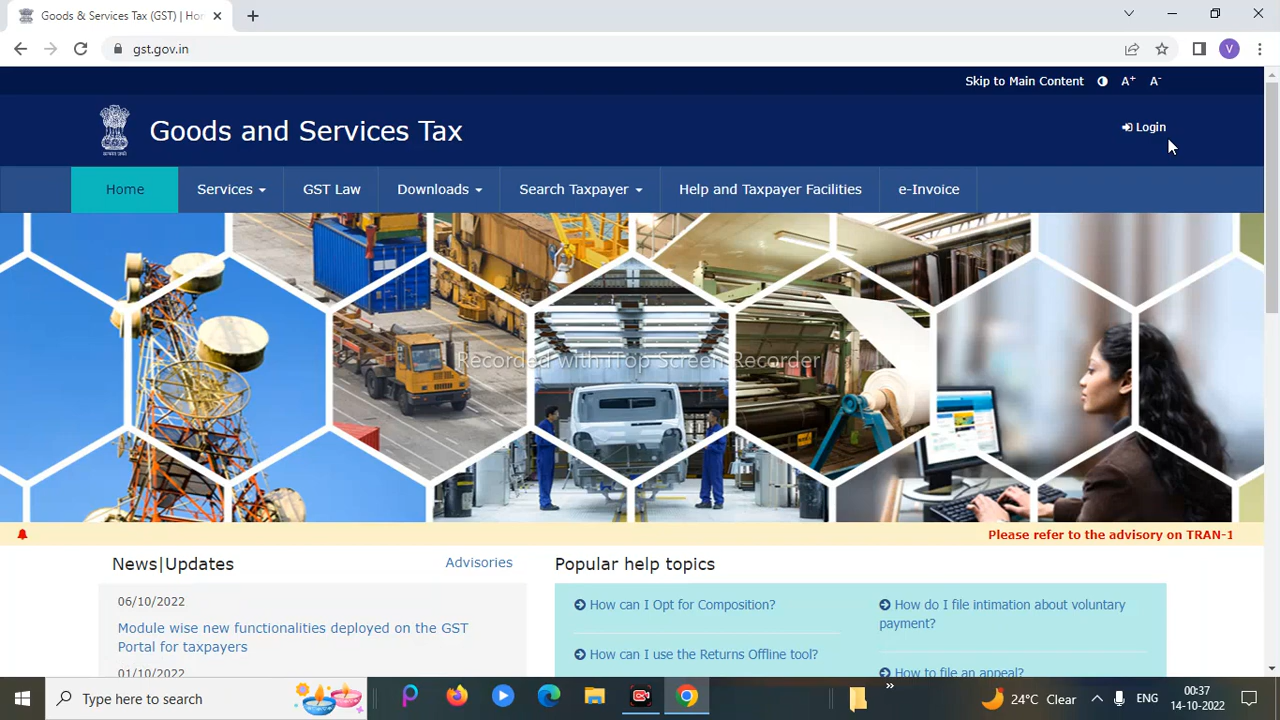 Goods & Services Tax (GST) | Hor
gst.gov.in
V
Skip to Main Content A+ A-
Goods and Services Tax
Login
Home Services GST Law Downloads Search Taxpayer Help and Taxpayer Facilities e-Invoice
Recorded with iTop Screen Recorder
Please refer to the advisory on TRAN-1
News|Updates Advisories
06/10/2022
Module wise new functionalities deployed on the GST
Portal for taxpayers
01/10/2022
Popular help topics
How can I Opt for Composition?
How can I use the Returns Offline tool?
How do I file intimation about voluntary
payment?
How to file an appeal?
Type here to search
24°C Clear
ENG
00:37
14-10-2022